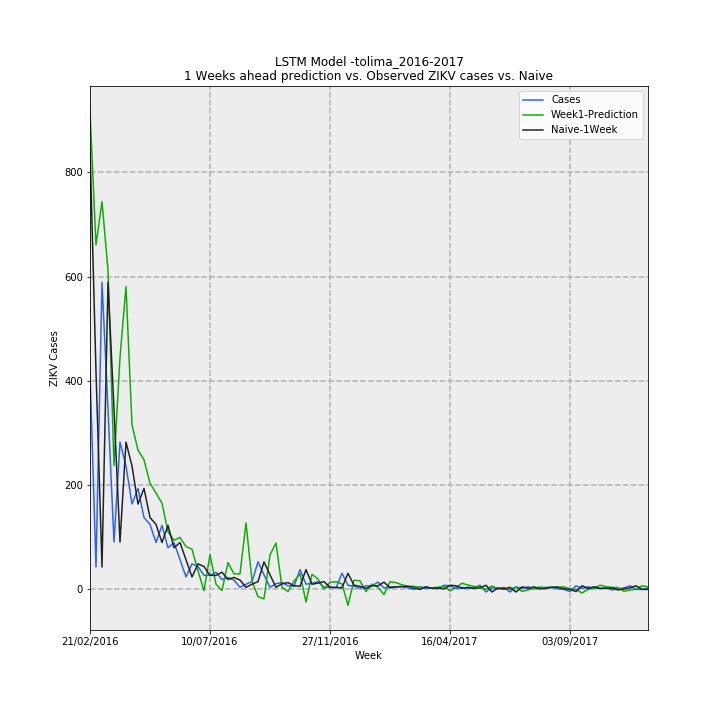 LSTM Model -tolima_2016-2017
1 Weeks ahead prediction vs. Observed ZIKV cases vs. Naive
Cases
Week1-Prediction
Naive-1Week
800
600
400
200
0
ZIKV Cases
21/02/2016
10/07/2016
27/11/2016
16/04/2017
03/09/2017
Week